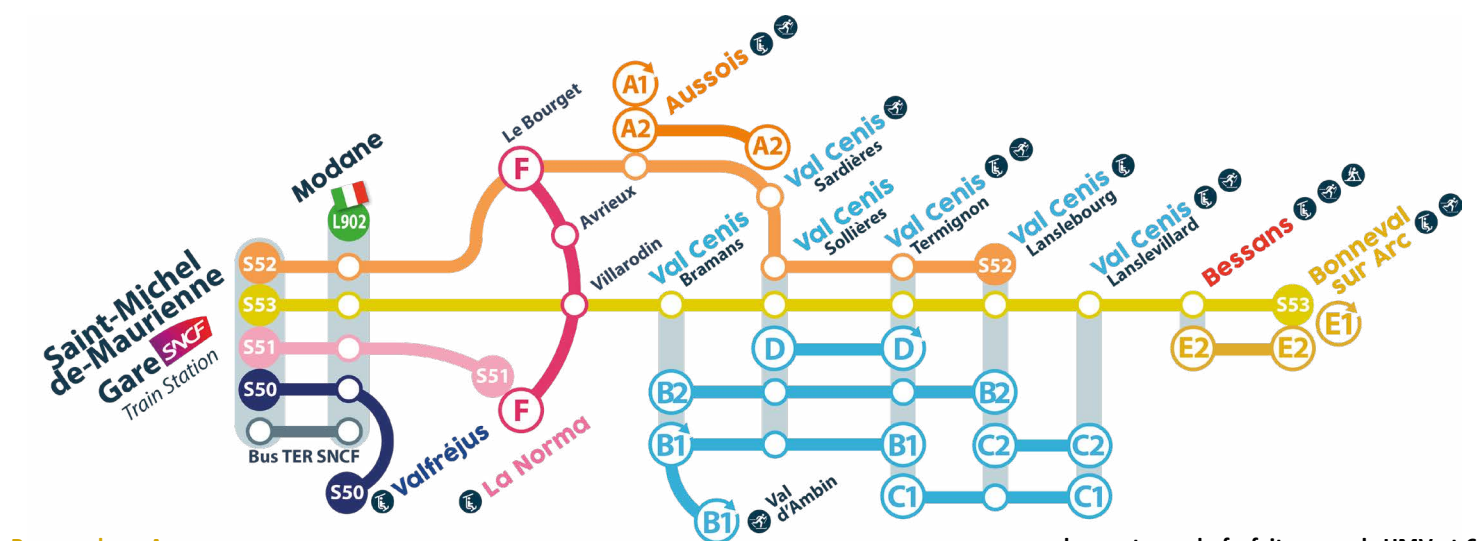 A1
Aussois
A2
A2
Le Bourget
Modane
L902
F
Avrieux
Val Cenis
Sardières
Val Cenis
Sollières
Val Cenis
Termignon
Val Cenis
Lanslebourg
Val Cenis
Lanslevillard
Bessans
Bonneval
sur Arc
Villarodin
Val Cenis
Bramans
Saint-Michel
de-Maurienne
Gare SNCF
Train Station
S52
S52
S53
S53
E1
S51
S51
D
D
E2
E2
S50
F
B2
B2
Bus TER SNCF
B1
B1
C2
C2
S50
Valfréjus
La Norma
B1
Val
d'Ambin
C1
C1